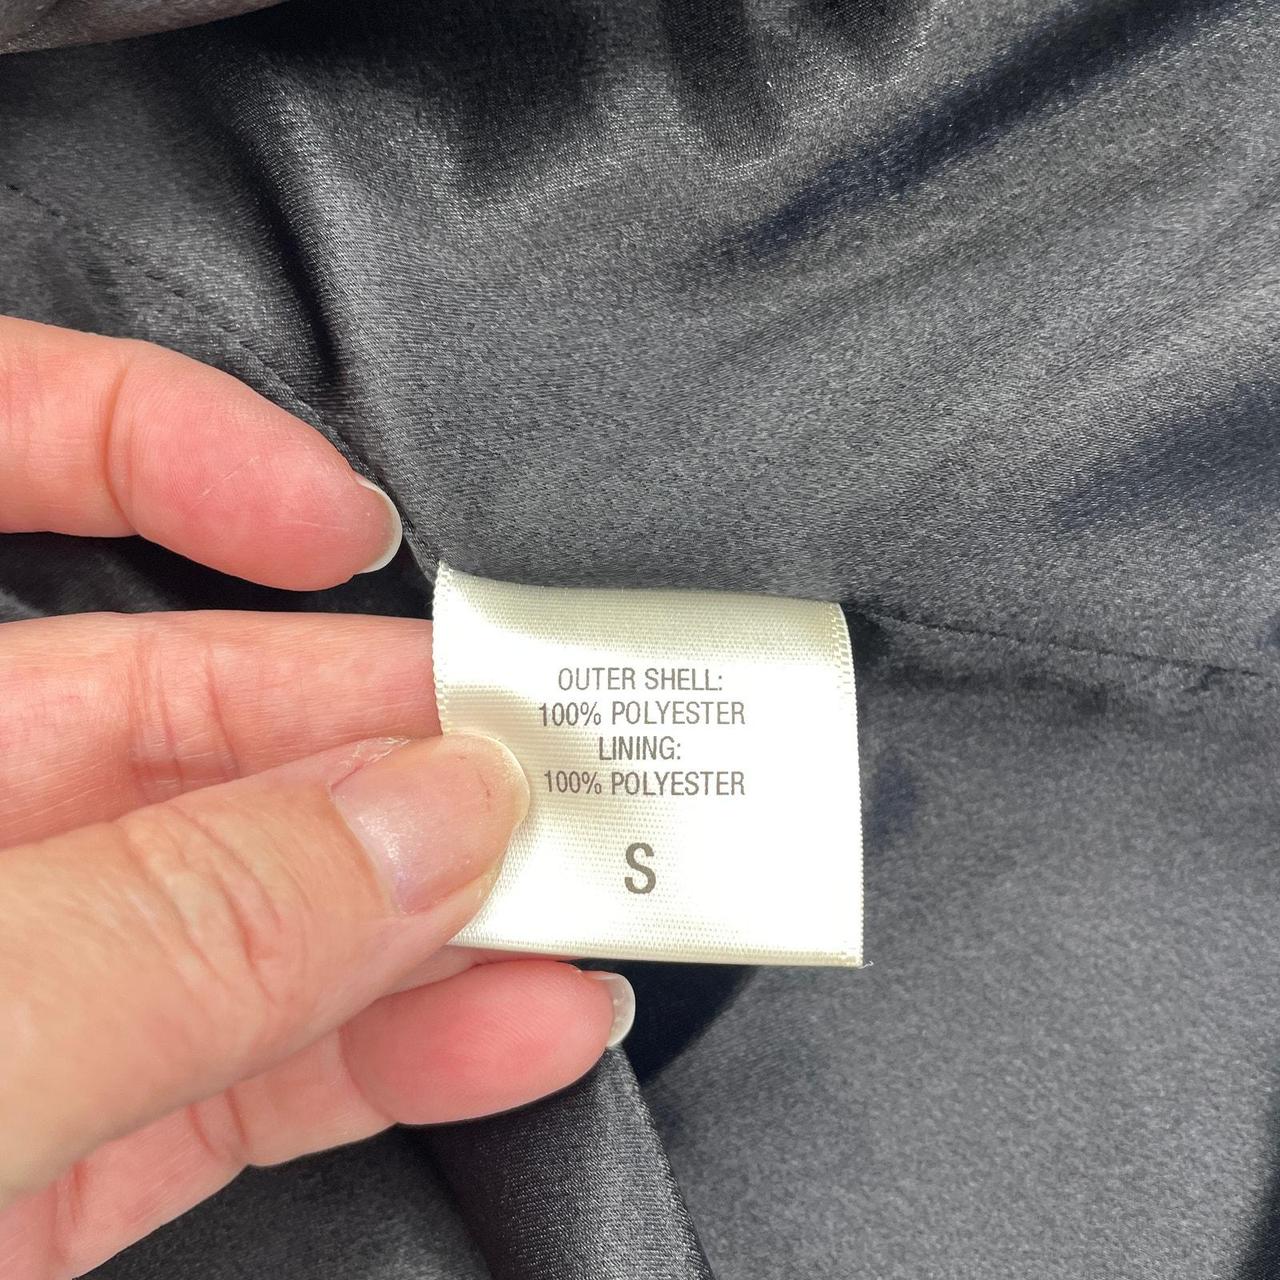 OUTER SHELL:
100% POLYESTER
LINING:
100% POLYESTER
S